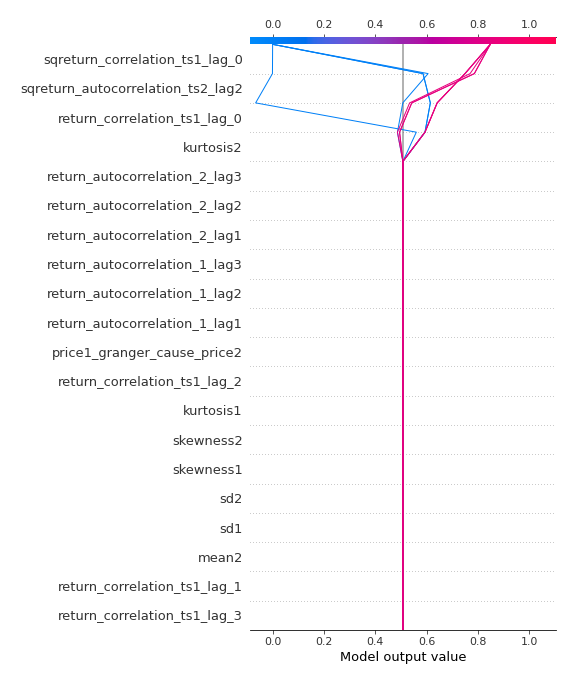 0.0 0.2 0.4 0.6 0.8 1.0
sqreturn_correlation_ts1_lag_0
sqreturn_autocorrelation_ts2_lag2
return_correlation_ts1_lag_0
kurtosis2
return_autocorrelation_2_lag3
return_autocorrelation_2_lag2
return_autocorrelation_2_lag1
return_autocorrelation_1_lag3
return_autocorrelation_1_lag2
return_autocorrelation_1_lag1
price1_granger_cause_price2
return_correlation_ts1_lag_2
kurtosis1
skewness2
skewness1
sd2
sd1
mean2
return_correlation_ts1_lag_1
return_correlation_ts1_lag_3
0.0 0.2 0.4 0.6 0.8 1.0
Model output value